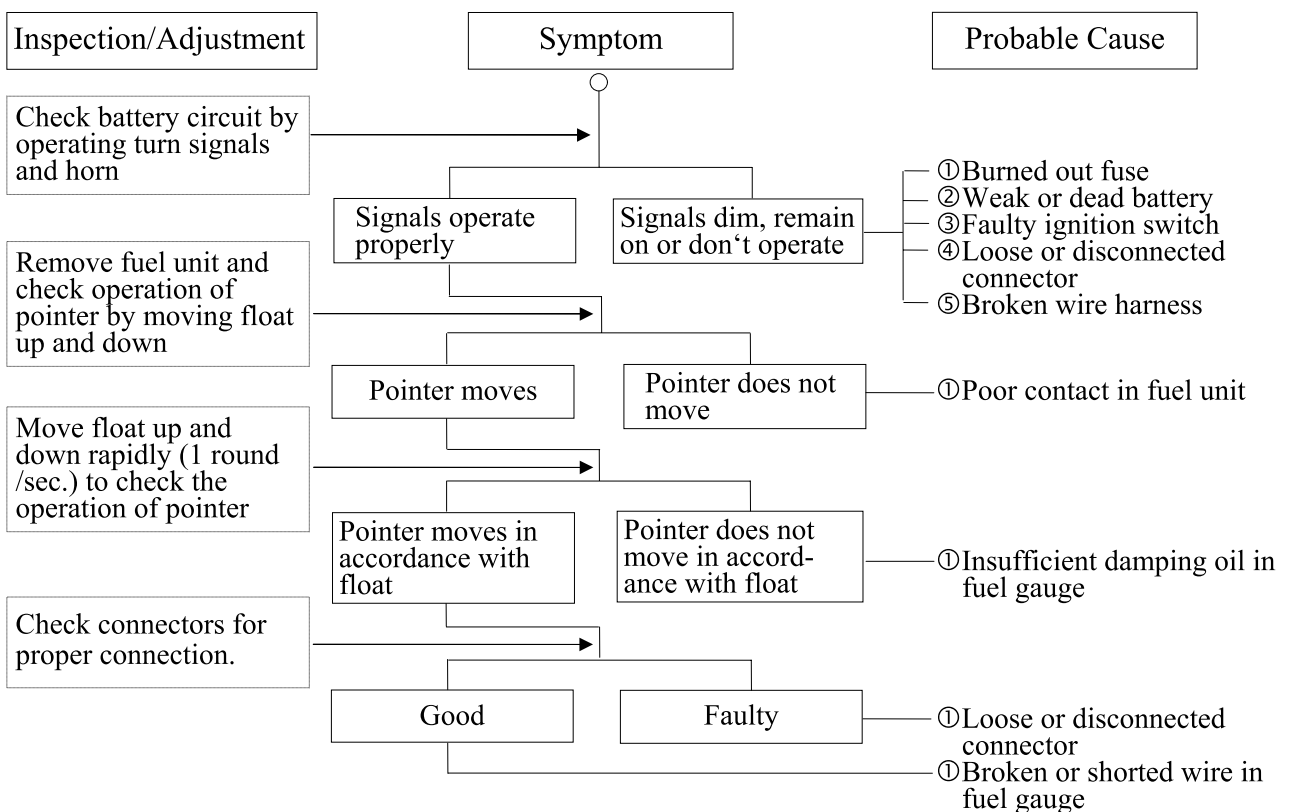 Inspection/Adjustment
Symptom
Probable Cause
Check battery circuit by
operating turn signals
and horn
Signals operate
properly
Signals dim, remain
on or don‘t operate
①Burned out fuse
②Weak or dead battery
③Faulty ignition switch
④Loose or disconnected
connector
⑤Broken wire harness
Remove fuel unit and
check operation of
pointer by moving float
up and down
Pointer moves
Pointer does not
move
①Poor contact in fuel unit
Move float up and
down rapidly (1 round
/sec.) to check the
operation of pointer
Pointer moves in
accordance with
float
Pointer does not
move in accord-
ance with float
①Insufficient damping oil in
fuel gauge
Check connectors for
proper connection.
Good
Faulty
①Loose or disconnected
connector
①Broken or shorted wire in
fuel gauge